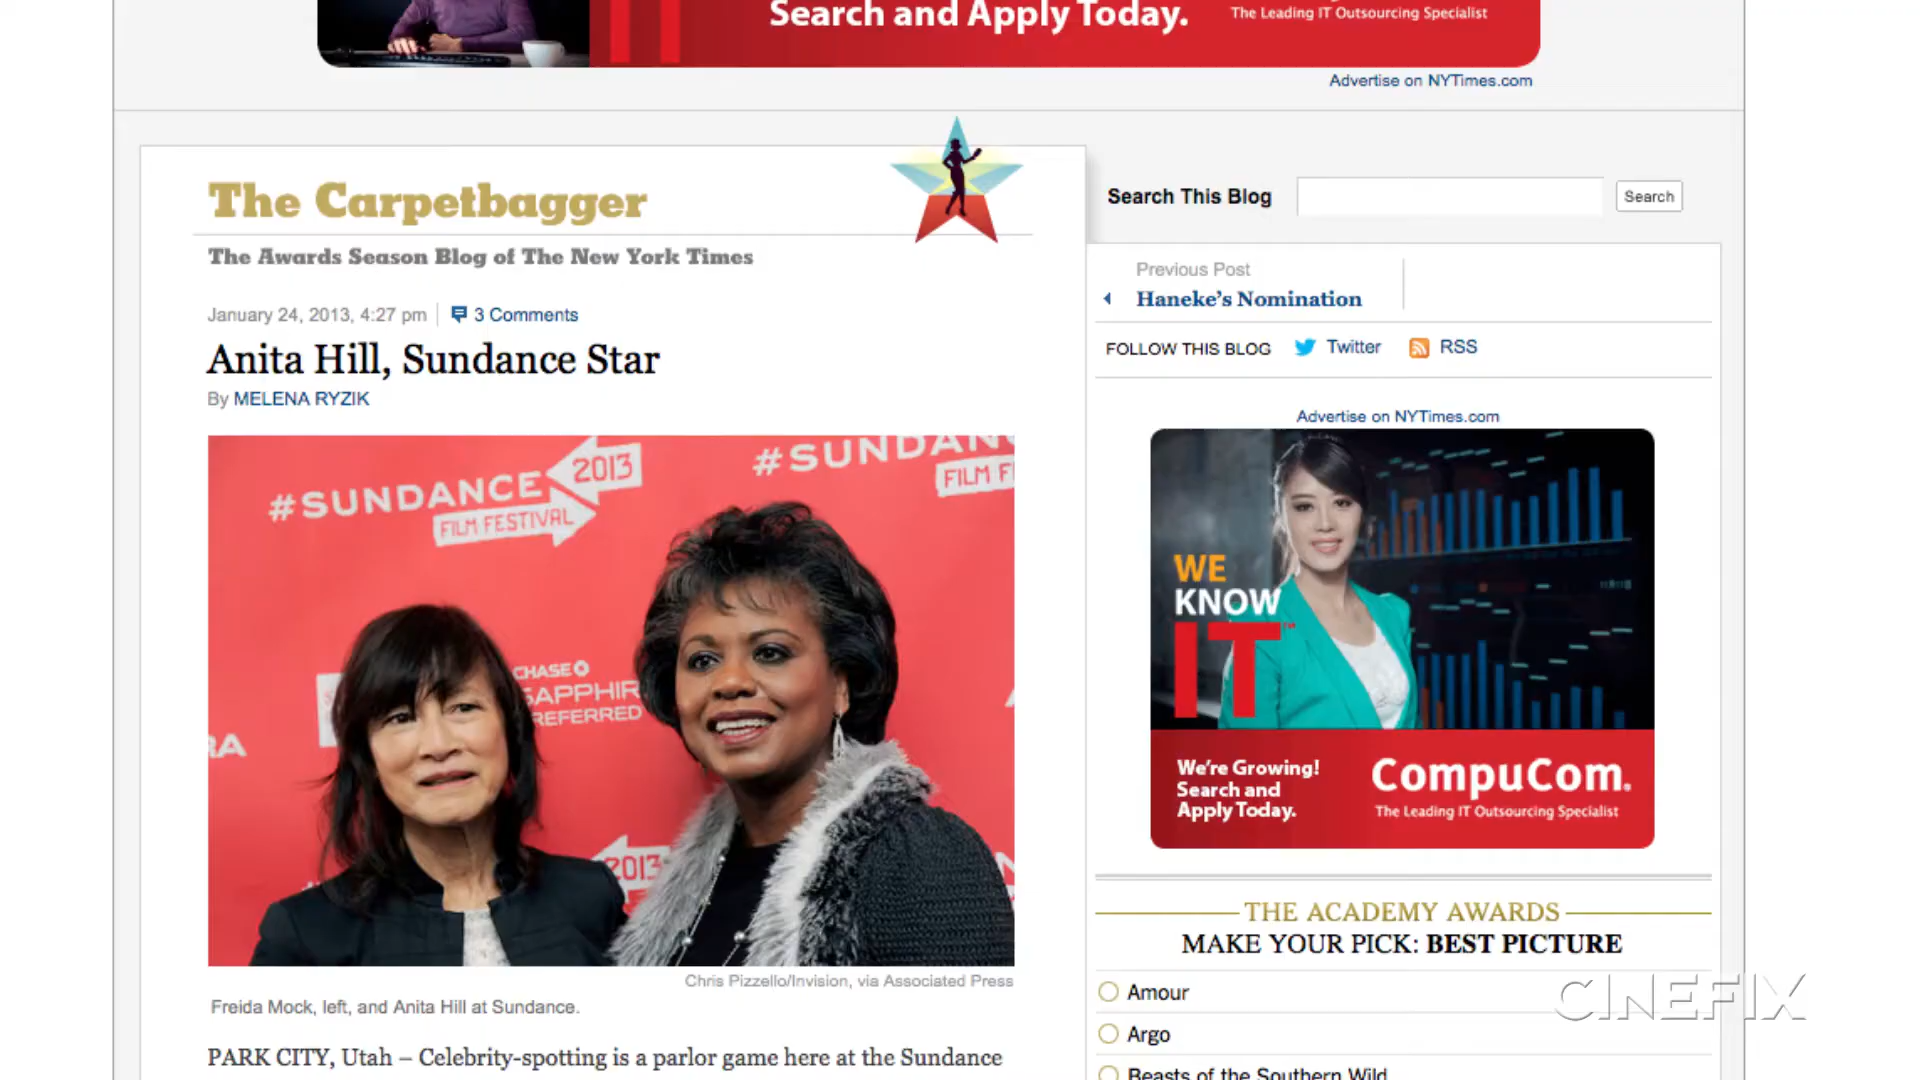 Search and Apply Today.
The Leading IT Outsourcing Specialist
IT
Advertise on NYTimes.com
The Carpetbagger
The Awards Season Blog of The New York Times
January 24, 2013, 4:27 pm
3 Comments
Anita Hill, Sundance Star
By MELENA RYZIK
#SUNDANCE 2013
FILM FESTIVAL
#SUNDANC
FILM F
CHASE
SAPPHIR
REFERRED
RA
2013
Chris Pizzello/Invision, via Associated Press
Freida Mock, left, and Anita Hill at Sundance.
PARK CITY, Utah – Celebrity-spotting is a parlor game here at the Sundance
Search This Blog
Search
Previous Post
Haneke's Nomination
FOLLOW THIS BLOG Twitter RSS
Advertise on NYTimes.com
WE
KNOW
IT™
We're Growing!
Search and
Apply Today.
CompuCom.
The Leading IT Outsourcing Specialist
THE ACADEMY AWARDS
MAKE YOUR PICK: BEST PICTURE
Amour
Argo
Beasts of the Southern Wild
CINEFIX